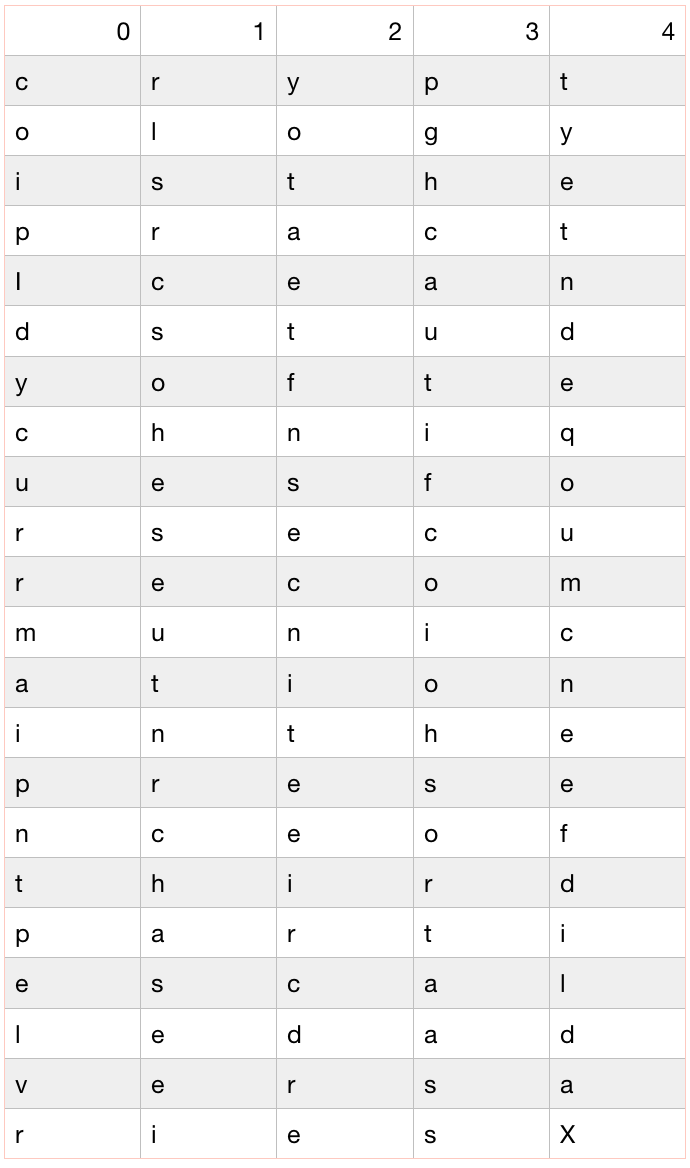 0 1 2 3 4
c r y p t
o l o g y
i s t h e
p r a c t
I c e a n
d s t u d
y o f t e
c h n i q
u e s f o
r s e c u
r e c o m
m u n i c
a t i o n
i n t h e
p r e s e
n c e o f
t h i r d
p a r t i
e s c a l
l e d a d
v e r s a
r i e s X